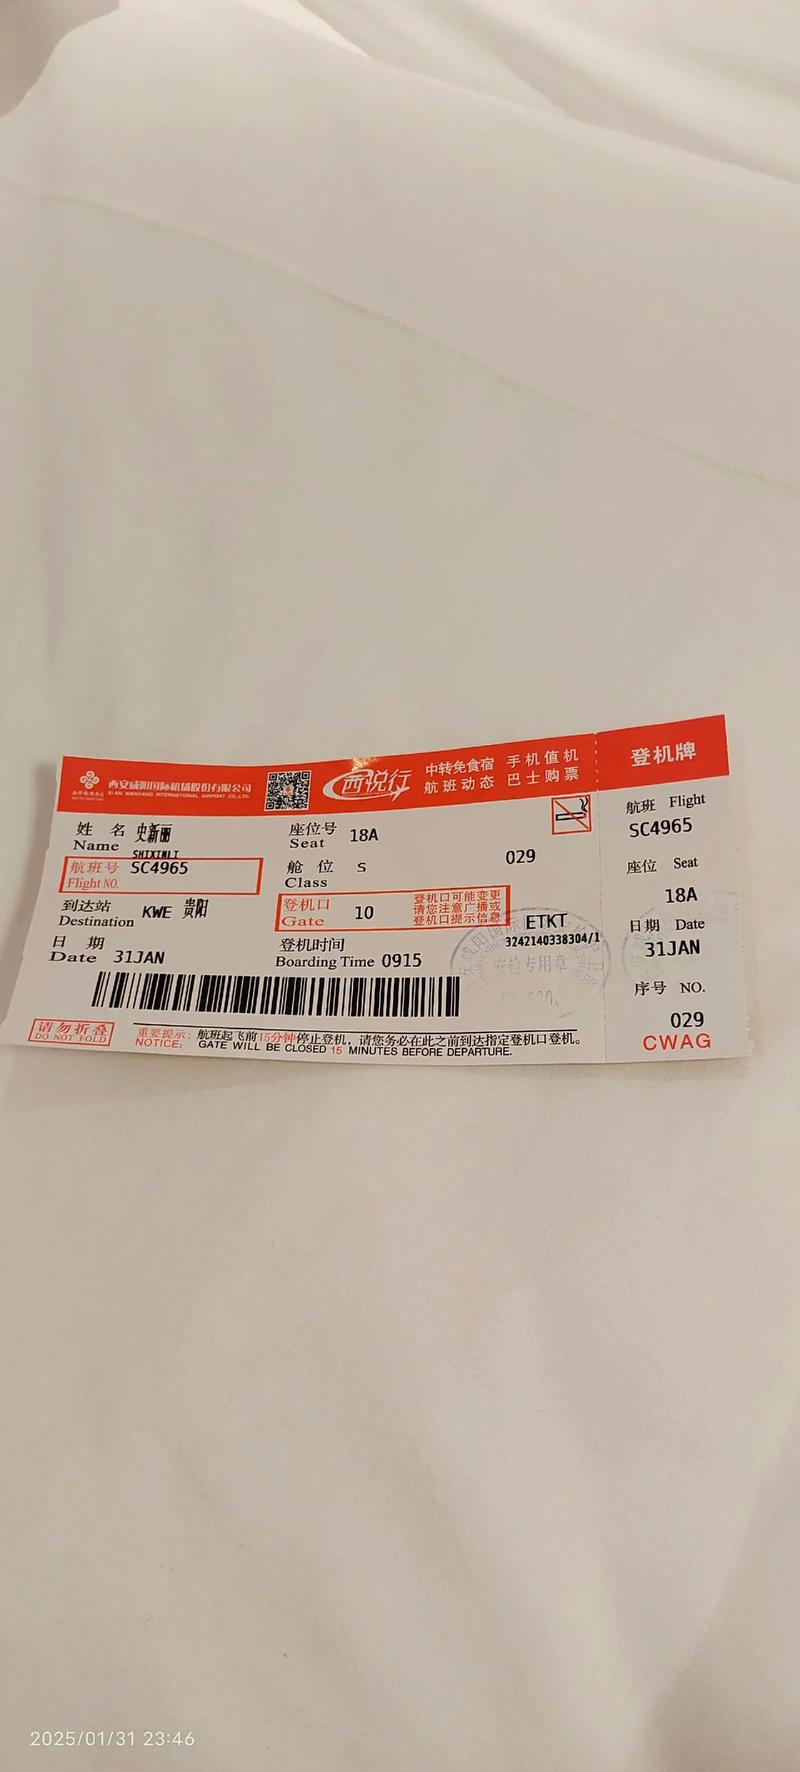 西安咸阳国际机场股份有限公司
XI AN XIANYANG INTERNATIONAL AIRPORT CO.,LTD.
西悦行
中转免食宿 手机值机
航班动态 巴士购票
登机牌
姓名 史新丽
Name SHIXINLI
座位号 18A
Seat
航班号 SC4965
Flight NO.
舱位 S
Class
029
到达站 KWE 贵阳
Destination
登机口 10
Gate
登机口可能变更
请您注意广播或
登机口提示信息
ETKT
3242140338304/1
日期 31JAN
Date
登机时间
Boarding Time 0915
安检专用章
请勿折叠
DO NOT FOLD
重要提示: 航班起飞前15分钟停止登机，请您务必在此之前到达指定登机口登机。
NOTICE: GATE WILL BE CLOSED 15 MINUTES BEFORE DEPARTURE.
航班 Flight
SC4965
座位 Seat
18A
日期 Date
31JAN
序号 NO.
029
CWAG
2025/01/31 23:46